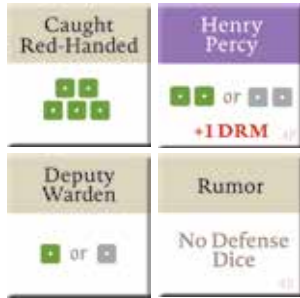 Caught
Red-Handed
Henry
Percy
or
+1 DRM
Deputy
Warden
or
Rumor
No Defense
Dice